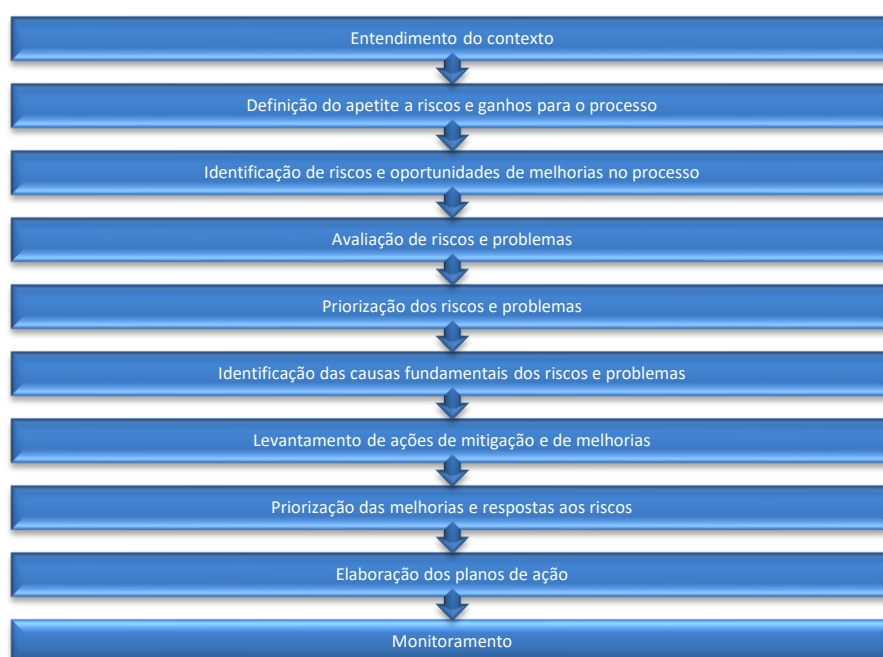 Entendimento do contexto
Definição do apetite a riscos e ganhos para o processo
Identificação de riscos e oportunidades de melhorias no processo
Avaliação de riscos e problemas
Priorização dos riscos e problemas
Identificação das causas fundamentais dos riscos e problemas
Levantamento de ações de mitigação e de melhorias
Priorização das melhorias e respostas aos riscos
Elaboração dos planos de ação
Monitoramento